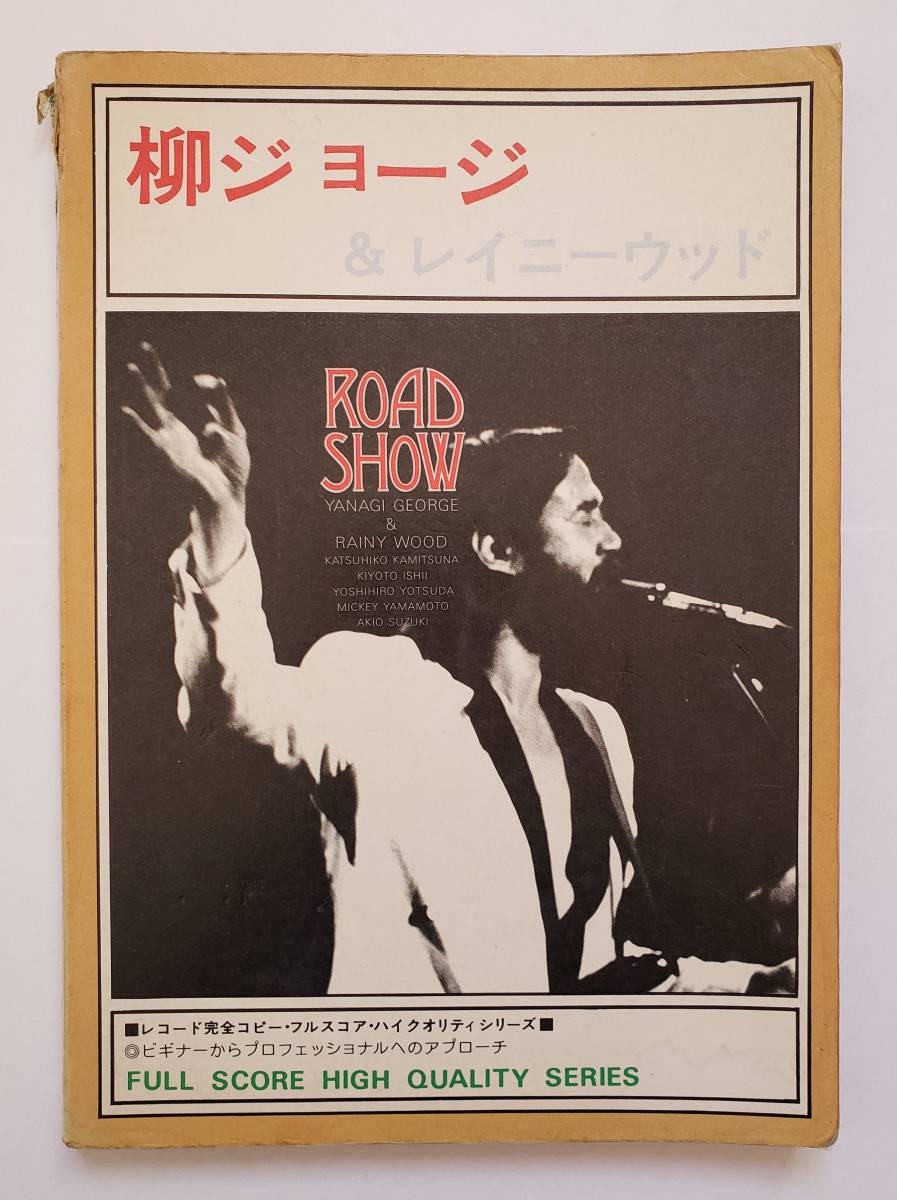 柳ジョージ
& レイニーウッド
ROAD
SHOW
YANAGI GEORGE
&
RAINY WOOD
KATSUHIKO KAMITSUNA
KIYOTO ISHII
YOSHIHIRO YOTSUDA
MICKEY YAMAMOTO
AKIO SUZUKI
■レコード完全コピー・フルスコア・ハイクオリティシリーズ■
◎ビギナーからプロフェッショナルへのアプローチ
FULL SCORE HIGH QUALITY SERIES